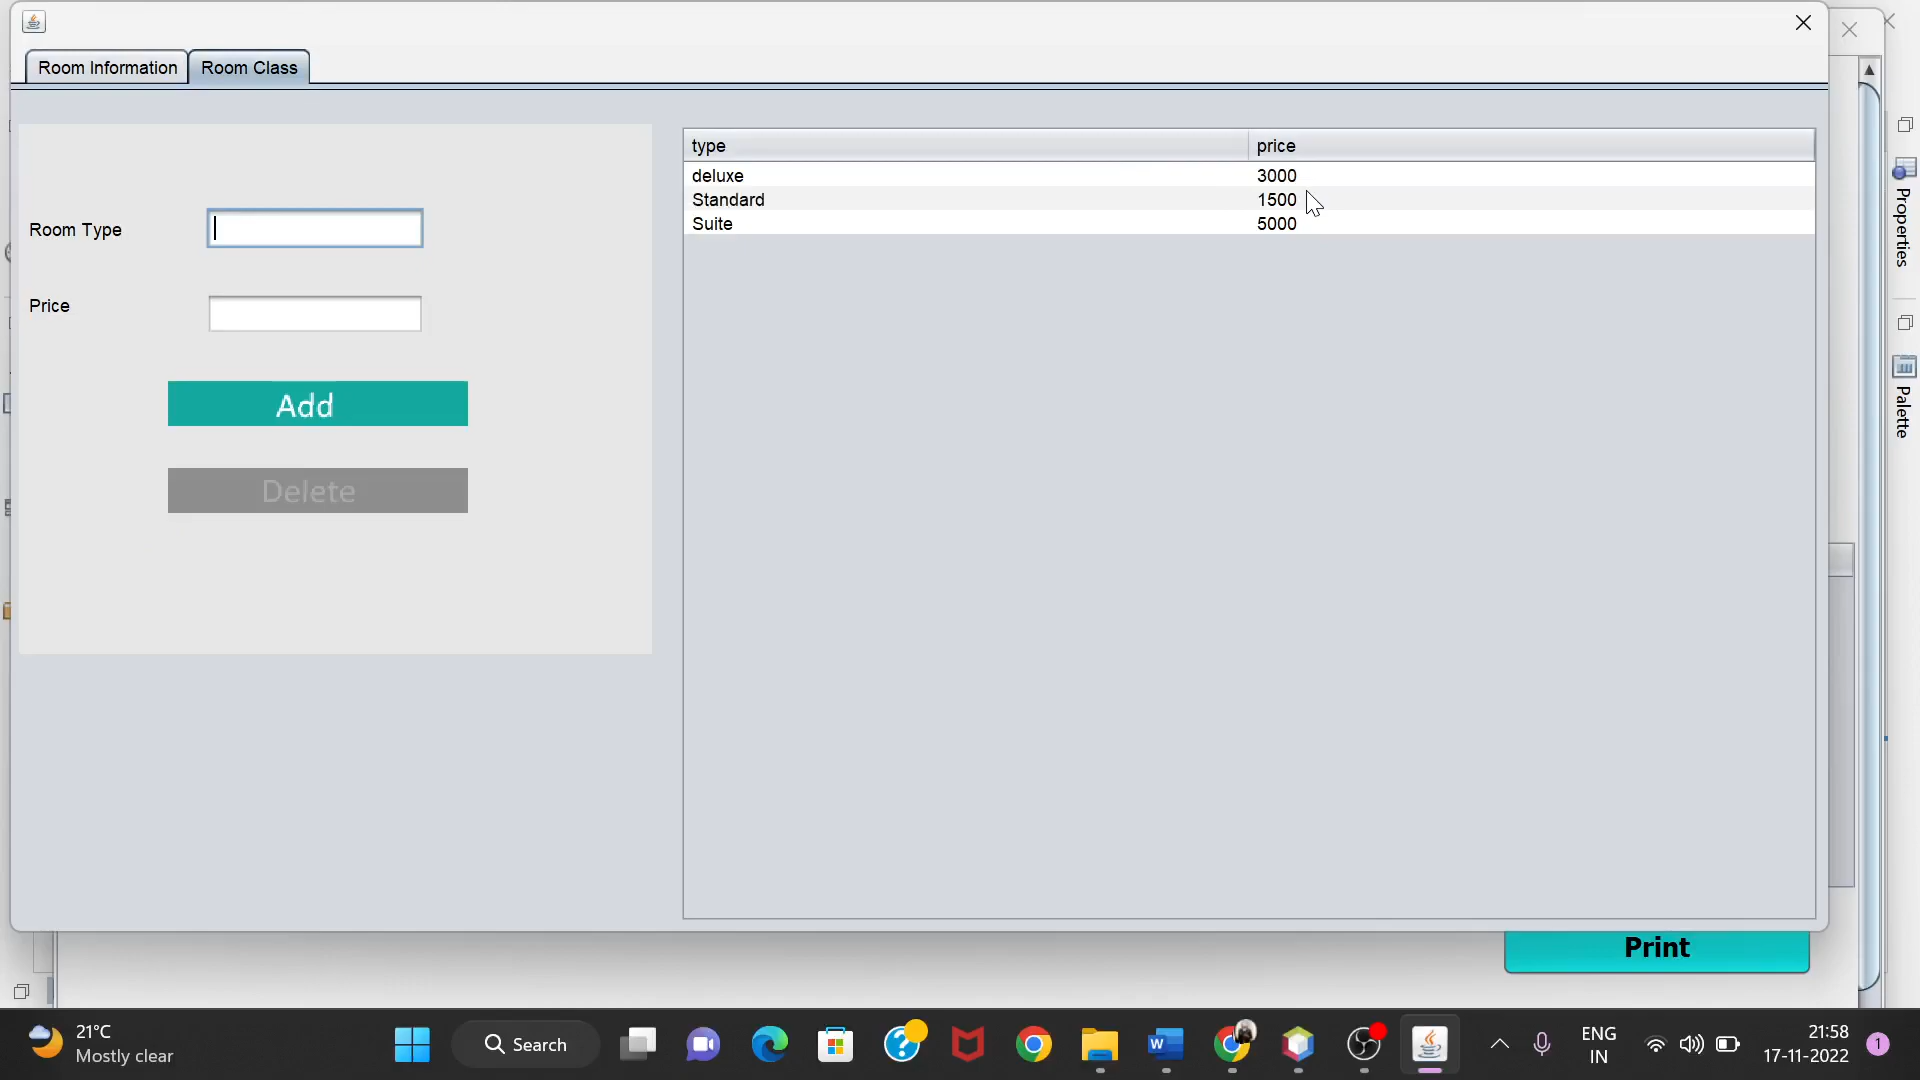 Room Information Room Class
type price
deluxe 3000
Standard 1500
Suite 5000
Room Type
Price
Add
Delete
Properties
Palette
Print
21°C
Mostly clear
Search
W
ENG
IN
21:58
17-11-2022
1